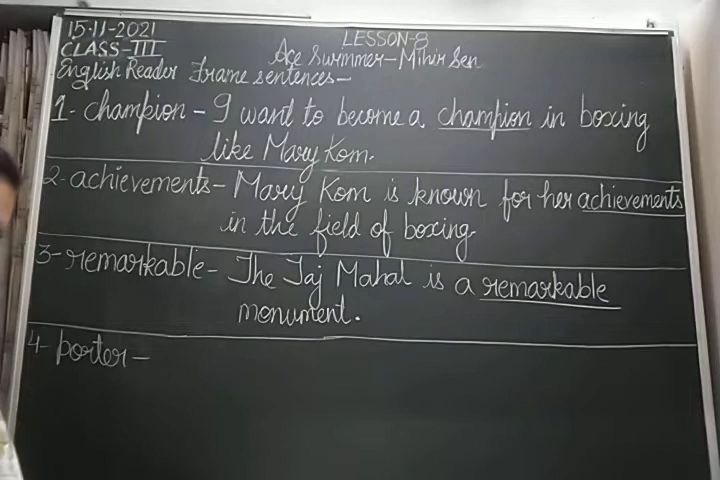 15-11-2021
LESSON-8
CLASS-III
Ace Swimmer-Mihir Sen
English Reader Frame sentences-
1- champion - I want to become a champion in boxing
like Mary Kom.
2- achievements- Mary Kom is known for her achievements
in the field of boxing.
3- remarkable- The Taj Mahal is a remarkable
monument.
4- porter-